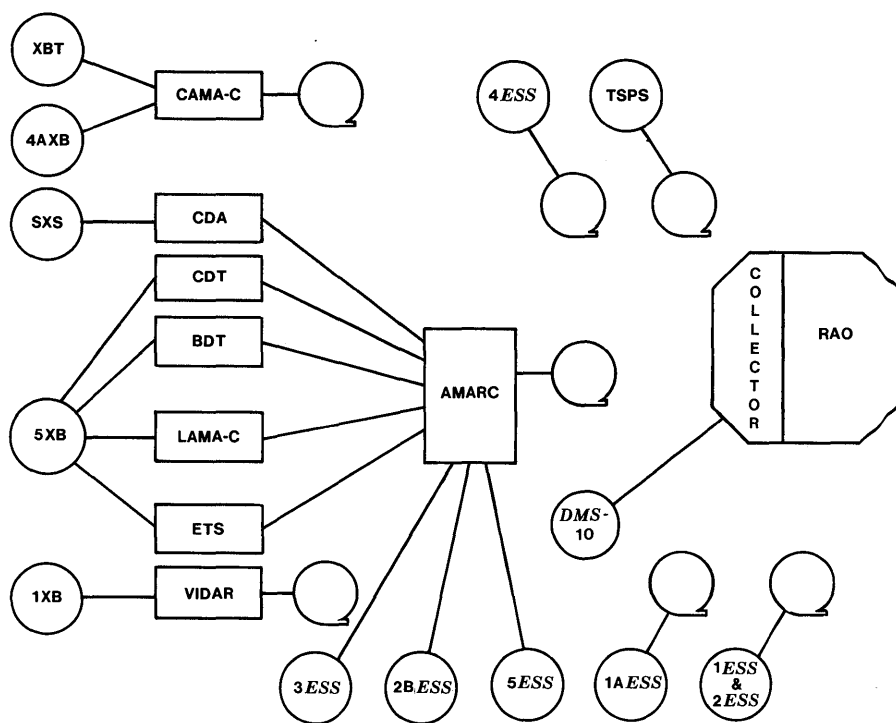 XBT
CAMA-C
4AXB
4ESS
TSPS
SXS
CDA
CDT
BDT
5XB
LAMA-C
ETS
AMARC
COLLECTOR
RAO
DMS-
10
1XB
VIDAR
3ESS
2B ESS
5ESS
1A ESS
1ESS
&
2ESS